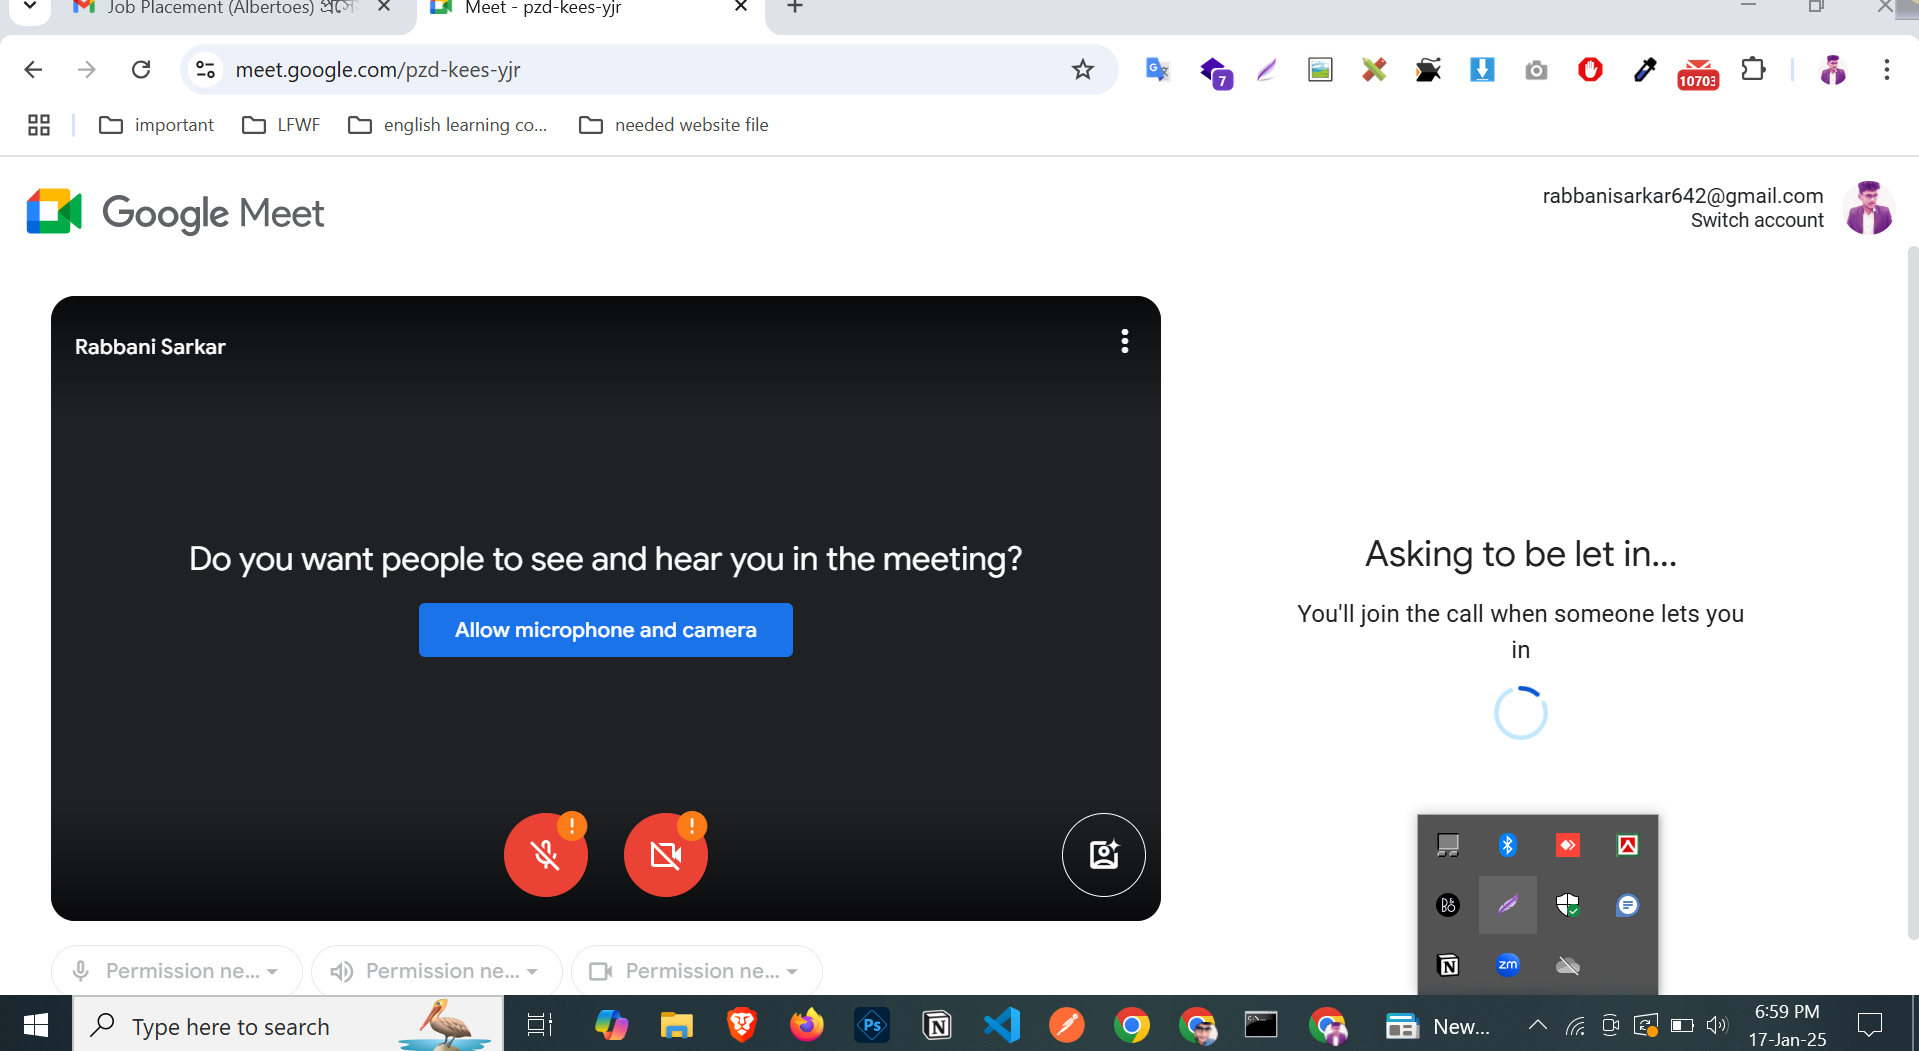 Job Placement (Albertoes)
Meet - pzd-kees-yjr
meet.google.com/pzd-kees-yjr
7
10703
important
LFWF
english learning co...
needed website file
Google Meet
rabbanisarkar642@gmail.com
Switch account
Rabbani Sarkar
Do you want people to see and hear you in the meeting?
Allow microphone and camera
Asking to be let in...
You'll join the call when someone lets you
in
Permission ne...
Permission ne...
Permission ne...
zm
Type here to search
Ps
New...
6:59 PM
17-Jan-25